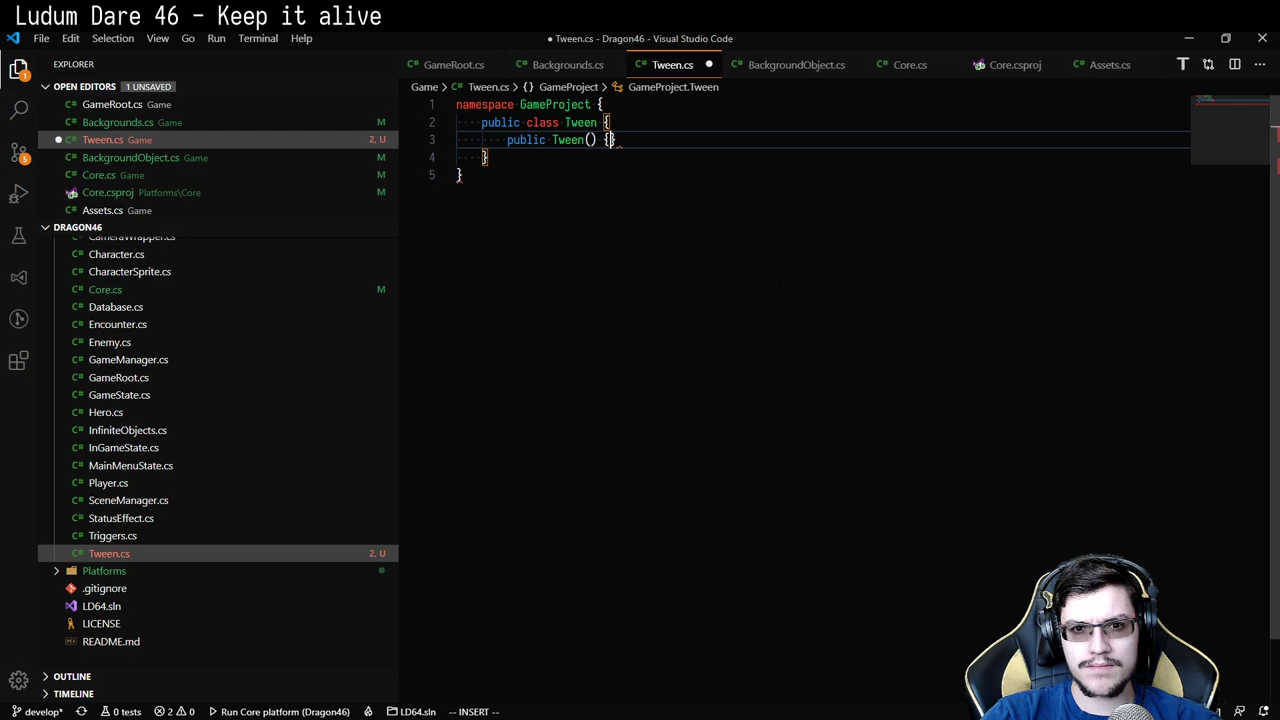 Ludum Dare 46 - Keep it alive
File Edit Selection View Go Run Terminal Help
● Tween.cs - Dragon46 - Visual Studio Code
EXPLORER
GameRoot.cs Backgrounds.cs Tween.cs BackgroundObject.cs Core.cs Core.csproj Assets.cs
OPEN EDITORS 1 UNSAVED
Game > Tween.cs > {} GameProject > GameProject.Tween
GameRoot.cs Game
Backgrounds.cs Game M
Tween.cs Game 2, U
BackgroundObject.cs Game M
Core.cs Game M
Core.csproj Platforms\Core M
Assets.cs Game
1 namespace GameProject {
2 public class Tween {
3 public Tween() {}
4 }
5 }
DRAGON46
CameraWrapper.cs
Character.cs
CharacterSprite.cs
Core.cs M
Database.cs
Encounter.cs
Enemy.cs
GameManager.cs
GameRoot.cs
GameState.cs
Hero.cs
InfiniteObjects.cs
InGameState.cs
MainMenuState.cs
Player.cs
SceneManager.cs
StatusEffect.cs
Triggers.cs
Tween.cs 2, U
Platforms
.gitignore
LD64.sln
LICENSE
README.md
OUTLINE
TIMELINE
develop* 0 tests 2 0 Run Core platform (Dragon46) LD64.sln -- INSERT --